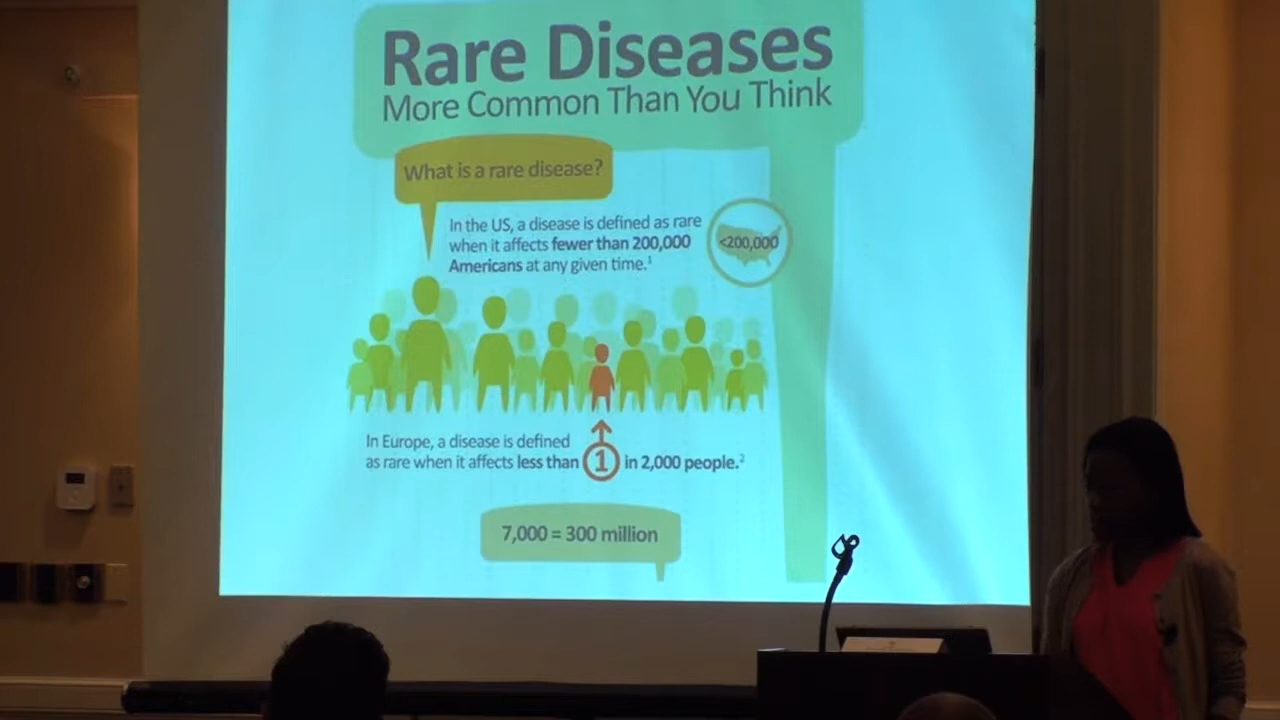 Rare Diseases
More Common Than You Think
What is a rare disease?
In the US, a disease is defined as rare
when it affects fewer than 200,000
Americans at any given time.¹
<200,000
In Europe, a disease is defined
as rare when it affects less than 1 in 2,000 people.²
7,000 = 300 million